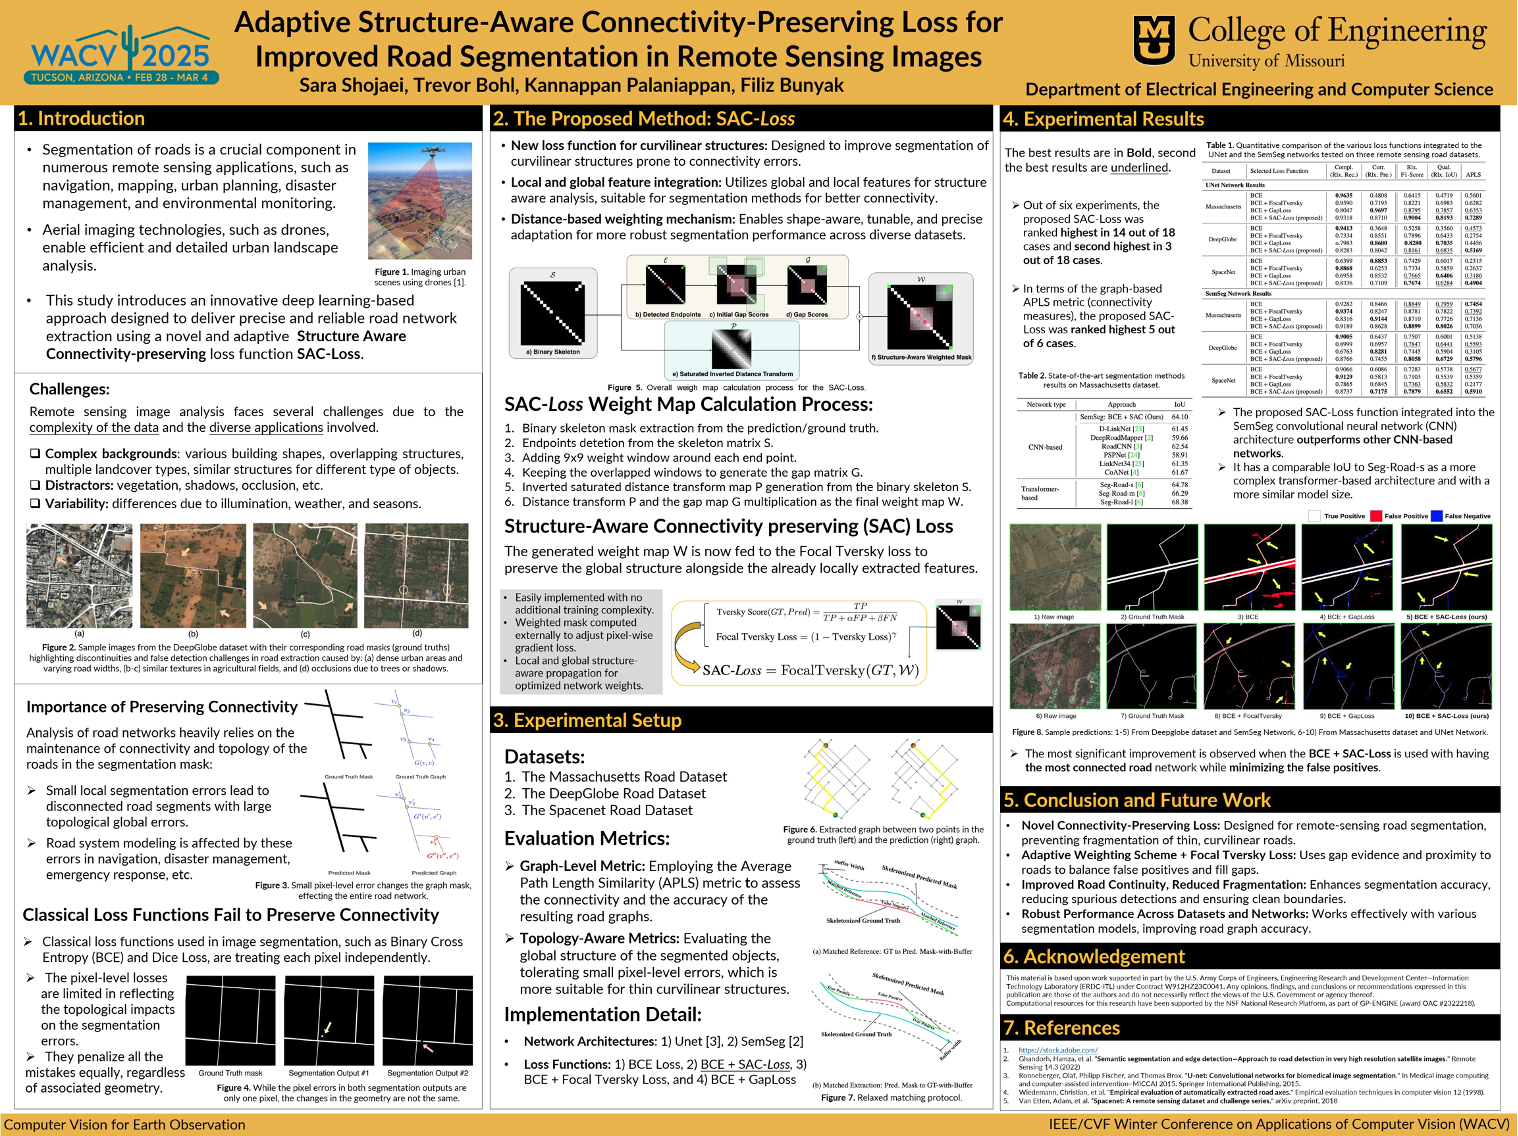 WACV 2025
TUCSON, ARIZONA • FEB 28 - MAR 4
Adaptive Structure-Aware Connectivity-Preserving Loss for
Improved Road Segmentation in Remote Sensing Images
Sara Shojaei, Trevor Bohl, Kannappan Palaniappan, Filiz Bunyak
College of Engineering
University of Missouri
Department of Electrical Engineering and Computer Science
1. Introduction
• Segmentation of roads is a crucial component in
numerous remote sensing applications, such as
navigation, mapping, urban planning, disaster
management, and environmental monitoring.
• Aerial imaging technologies, such as drones,
enable efficient and detailed urban landscape
analysis.
Figure 1. Imaging urban
scenes using drones [1].
• This study introduces an innovative deep learning-based
approach designed to deliver precise and reliable road network
extraction using a novel and adaptive Structure Aware
Connectivity-preserving loss function SAC-Loss.
Challenges:
Remote sensing image analysis faces several challenges due to the
complexity of the data and the diverse applications involved.
❑ Complex backgrounds: various building shapes, overlapping structures,
multiple landcover types, similar structures for different type of objects.
❑ Distractors: vegetation, shadows, occlusion, etc.
❑ Variability: differences due to illumination, weather, and seasons.
(a) (b) (c) (d)
Figure 2. Sample images from the DeepGlobe dataset with their corresponding road masks (ground truths)
highlighting discontinuities and false detection challenges in road extraction caused by: (a) dense urban areas and
varying road widths, (b-c) similar textures in agricultural fields, and (d) occlusions due to trees or shadows.
Importance of Preserving Connectivity
Analysis of road networks heavily relies on the
maintenance of connectivity and topology of the
roads in the segmentation mask:
➢ Small local segmentation errors lead to
disconnected road segments with large
topological global errors.
➢ Road system modeling is affected by these
errors in navigation, disaster management,
emergency response, etc.
Ground Truth Mask Ground Truth Graph
Predicted Mask Predicted Graph
Figure 3. Small pixel-level error changes the graph mask,
effecting the entire road network.
Classical Loss Functions Fail to Preserve Connectivity
➢ Classical loss functions used in image segmentation, such as Binary Cross
Entropy (BCE) and Dice Loss, are treating each pixel independently.
➢ The pixel-level losses
are limited in reflecting
the topological impacts
on the segmentation
errors.
➢ They penalize all the
mistakes equally, regardless
of associated geometry.
Ground Truth mask Segmentation Output #1 Segmentation Output #2
Figure 4. While the pixel errors in both segmentation outputs are
only one pixel, the changes in the geometry are not the same.
2. The Proposed Method: SAC-Loss
• New loss function for curvilinear structures: Designed to improve segmentation of
curvilinear structures prone to connectivity errors.
• Local and global feature integration: Utilizes global and local features for structure
aware analysis, suitable for segmentation methods for better connectivity.
• Distance-based weighting mechanism: Enables shape-aware, tunable, and precise
adaptation for more robust segmentation performance across diverse datasets.
a) Binary Skeleton
b) Detected Endpoints c) Initial Gap Scores d) Gap Scores
e) Saturated Inverted Distance Transform
f) Structure-Aware Weighted Mask
Figure 5. Overall weigh map calculation process for the SAC-Loss.
SAC-Loss Weight Map Calculation Process:
1. Binary skeleton mask extraction from the prediction/ground truth.
2. Endpoints detetion from the skeleton matrix S.
3. Adding 9x9 weight window around each end point.
4. Keeping the overlapped windows to generate the gap matrix G.
5. Inverted saturated distance transform map P generation from the binary skeleton S.
6. Distance transform P and the gap map G multiplication as the final weight map W.
Structure-Aware Connectivity preserving (SAC) Loss
The generated weight map W is now fed to the Focal Tversky loss to
preserve the global structure alongside the already locally extracted features.
• Easily implemented with no
additional training complexity.
• Weighted mask computed
externally to adjust pixel-wise
gradient loss.
• Local and global structure-
aware propagation for
optimized network weights.
Tversky Score(GT, Pred) = TP / (TP + αFP + βFN)
Focal Tversky Loss = (1 − Tversky Loss)^γ
SAC-Loss = FocalTversky(GT, W)
3. Experimental Setup
Datasets:
1. The Massachusetts Road Dataset
2. The DeepGlobe Road Dataset
3. The Spacenet Road Dataset
Figure 6. Extracted graph between two points in the
ground truth (left) and the prediction (right) graph.
Evaluation Metrics:
➢ Graph-Level Metric: Employing the Average
Path Length Similarity (APLS) metric to assess
the connectivity and the accuracy of the
resulting road graphs.
➢ Topology-Aware Metrics: Evaluating the
global structure of the segmented objects,
tolerating small pixel-level errors, which is
more suitable for thin curvilinear structures.
Buffer Width
Skeletonized Predicted Mask
Skeletonized Ground Truth
(a) Matched Reference: GT to Pred. Mask-with-Buffer
Skeletonized Predicted Mask
Skeletonized Ground Truth
Buffer width
(b) Matched Extraction: Pred. Mask to GT-with-Buffer
Figure 7. Relaxed matching protocol.
Implementation Detail:
• Network Architectures: 1) Unet [3], 2) SemSeg [2]
• Loss Functions: 1) BCE Loss, 2) BCE + SAC-Loss, 3)
BCE + Focal Tversky Loss, and 4) BCE + GapLoss
4. Experimental Results
The best results are in Bold, second
the best results are underlined.
➢ Out of six experiments, the
proposed SAC-Loss was
ranked highest in 14 out of 18
cases and second highest in 3
out of 18 cases.
➢ In terms of the graph-based
APLS metric (connectivity
measures), the proposed SAC-
Loss was ranked highest 5 out
of 6 cases.
Table 1. Quantitative comparison of the various loss functions integrated to the
UNet and the SemSeg networks tested on three remote sensing road datasets.
Dataset Selected Loss Function Compl. (Rlx. Rec.) Corr. (Rlx. Pre.) Rlx. F1-Score Qual. (Rlx. IoU) APLS
UNet Network Results
Massachusetts
BCE 0.9635 0.4808 0.6415 0.4719 0.5601
BCE + FocalTversky 0.9590 0.7195 0.8221 0.6983 0.6282
BCE + GapLoss 0.8047 0.9697 0.8795 0.7857 0.6353
BCE + SAC-Loss (proposed) 0.9318 0.8710 0.9004 0.8193 0.7289
DeepGlobe
BCE 0.9413 0.3648 0.5258 0.3560 0.4573
BCE + FocalTversky 0.7334 0.8551 0.7896 0.6433 0.2754
BCE + GapLoss 0.7983 0.8600 0.8280 0.7035 0.4456
BCE + SAC-Loss (proposed) 0.8283 0.8042 0.8161 0.6835 0.5169
SpaceNet
BCE 0.6399 0.8853 0.7429 0.6017 0.2315
BCE + FocalTversky 0.8868 0.6253 0.7334 0.5859 0.2637
BCE + GapLoss 0.6958 0.8532 0.7665 0.6406 0.3186
BCE + SAC-Loss (proposed) 0.8336 0.7109 0.7674 0.6284 0.4904
SemSeg Network Results
Massachusetts
BCE 0.9282 0.8466 0.8849 0.7959 0.7454
BCE + FocalTversky 0.9374 0.8247 0.8781 0.7822 0.7392
BCE + GapLoss 0.8316 0.9144 0.8710 0.7726 0.7136
BCE + SAC-Loss (proposed) 0.9189 0.8628 0.8899 0.8026 0.7036
DeepGlobe
BCE 0.9005 0.6437 0.7507 0.6001 0.5138
BCE + FocalTversky 0.8999 0.6957 0.7847 0.6441 0.5593
BCE + GapLoss 0.6763 0.8281 0.7445 0.5904 0.3105
BCE + SAC-Loss (proposed) 0.8766 0.7455 0.8058 0.6729 0.5796
SpaceNet
BCE 0.9066 0.6086 0.7283 0.5738 0.5677
BCE + FocalTversky 0.9129 0.5813 0.7103 0.5539 0.5359
BCE + GapLoss 0.7865 0.6845 0.7363 0.5832 0.2177
BCE + SAC-Loss (proposed) 0.8737 0.7175 0.7879 0.6552 0.5910
Table 2. State-of-the-art segmentation methods
results on Massachusetts dataset.
Network type Approach IoU
SemSeg: BCE + SAC (Ours) 64.10
CNN-based
D-LinkNet [23] 61.45
DeepRoadMapper [2] 59.66
RoadCNN [3] 62.54
PSPNet [24] 58.91
LinkNet34 [25] 61.35
CoANet [4] 61.67
Transformer-based
Seg-Road-s [6] 64.78
Seg-Road-m [6] 66.29
Seg-Road-l [6] 68.38
➢ The proposed SAC-Loss function integrated into the
SemSeg convolutional neural network (CNN)
architecture outperforms other CNN-based
networks.
➢ It has a comparable IoU to Seg-Road-s as a more
complex transformer-based architecture and with a
more similar model size.
True Positive False Positive False Negative
1) Raw image 2) Ground Truth Mask 3) BCE 4) BCE + GapLoss 5) BCE + SAC-Loss (ours)
6) Raw image 7) Ground Truth Mask 8) BCE + FocalTversky 9) BCE + GapLoss 10) BCE + SAC-Loss (ours)
Figure 8. Sample predictions: 1-5) From Deepglobe dataset and SemSeg Network, 6-10) From Massachusetts dataset and UNet Network.
➢ The most significant improvement is observed when the BCE + SAC-Loss is used with having
the most connected road network while minimizing the false positives.
5. Conclusion and Future Work
• Novel Connectivity-Preserving Loss: Designed for remote-sensing road segmentation,
preventing fragmentation of thin, curvilinear roads.
• Adaptive Weighting Scheme + Focal Tversky Loss: Uses gap evidence and proximity to
roads to balance false positives and fill gaps.
• Improved Road Continuity, Reduced Fragmentation: Enhances segmentation accuracy,
reducing spurious detections and ensuring clean boundaries.
• Robust Performance Across Datasets and Networks: Works effectively with various
segmentation models, improving road graph accuracy.
6. Acknowledgement
This material is based upon work supported in part by the U.S. Army Corps of Engineers, Engineering Research and Development Center—Information
Technology Laboratory (ERDC-ITL) under Contract W912HZ23C0041. Any opinions, findings, and conclusions or recommendations expressed in this
publication are those of the authors and do not necessarily reflect the views of the U.S. Government or agency thereof.
Computational resources for this research have been supported by the NSF National Research Platform, as part of GP-ENGINE (award OAC #2322218).
7. References
1. https://stock.adobe.com/
2. Ghandorh, Hamza, et al. "Semantic segmentation and edge detection—Approach to road detection in very high resolution satellite images." Remote
Sensing 14.3 (2022)
3. Ronneberger, Olaf, Philipp Fischer, and Thomas Brox. "U-net: Convolutional networks for biomedical image segmentation." In Medical image computing
and computer-assisted intervention–MICCAI 2015. Springer International Publishing, 2015.
4. Wiedemann, Christian, et al. "Empirical evaluation of automatically extracted road axes." Empirical evaluation techniques in computer vision 12 (1998).
5. Van Etten, Adam, et al. "Spacenet: A remote sensing dataset and challenge series," arXiv preprint, 2018
Computer Vision for Earth Observation
IEEE/CVF Winter Conference on Applications of Computer Vision (WACV)